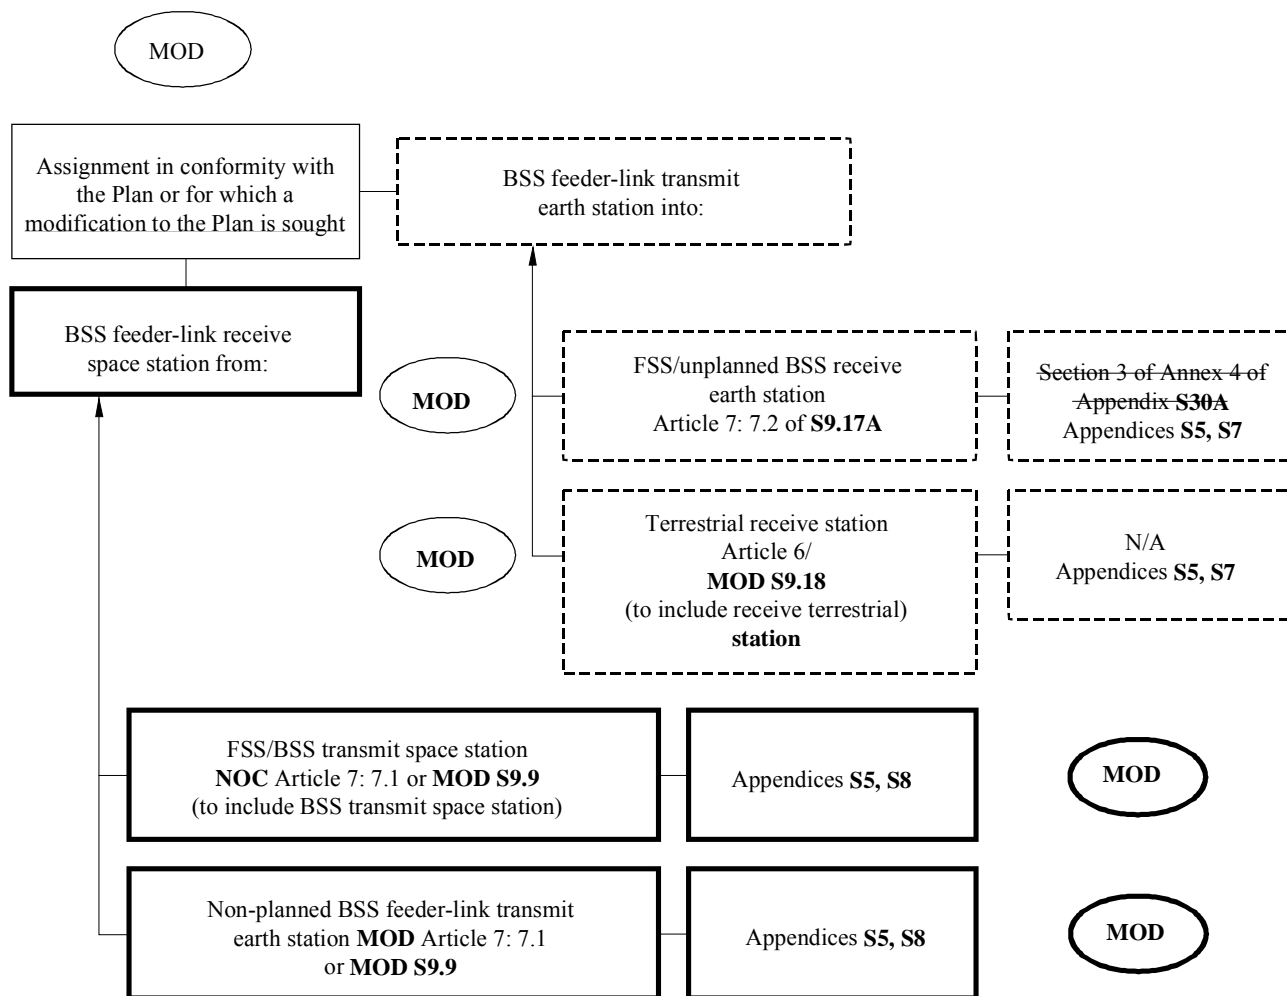 MOD
Assignment in conformity with
the Plan or for which a
modification to the Plan is sought
BSS feeder-link transmit
earth station into:
BSS feeder-link receive
space station from:
MOD
FSS/unplanned BSS receive
earth station
Article 7: 7.2 of S9.17A
Section 3 of Annex 4 of
Appendix S30A
Appendices S5, S7
MOD
Terrestrial receive station
Article 6/
MOD S9.18
(to include receive terrestrial)
station
N/A
Appendices S5, S7
FSS/BSS transmit space station
NOC Article 7: 7.1 or MOD S9.9
(to include BSS transmit space station)
Appendices S5, S8
MOD
Non-planned BSS feeder-link transmit
earth station MOD Article 7: 7.1
or MOD S9.9
Appendices S5, S8
MOD